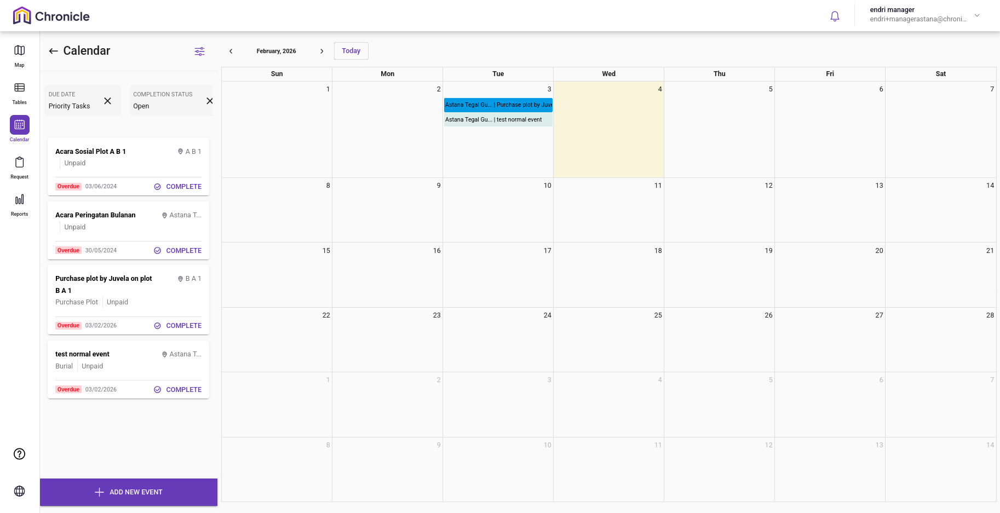 Chronicle
endri manager
endri+managerastana@chroni...
Map
Tables
Calendar
Request
Reports
Calendar
DUE DATE
Priority Tasks
COMPLETION STATUS
Open
Acara Sosial Plot A B 1
A B 1
Unpaid
Overdue 03/06/2024 COMPLETE
Acara Peringatan Bulanan
Astana T...
Unpaid
Overdue 30/05/2024 COMPLETE
Purchase plot by Juvela on plot
B A 1
B A 1
Purchase Plot Unpaid
Overdue 03/02/2026 COMPLETE
test normal event
Astana T...
Burial Unpaid
Overdue 03/02/2026 COMPLETE
ADD NEW EVENT
February, 2026
Today
Sun Mon Tue Wed Thu Fri Sat
1 2 3 4 5 6 7
Astana Tegal Gu... | Purchase plot by Juve
Astana Tegal Gu... | test normal event
8 9 10 11 12 13 14
15 16 17 18 19 20 21
22 23 24 25 26 27 28
1 2 3 4 5 6 7
8 9 10 11 12 13 14